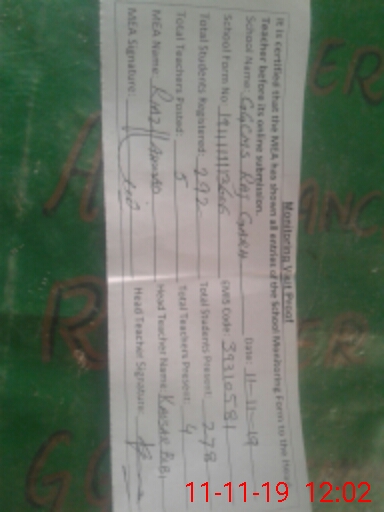 Monitoring Visit Proof
It is certified that the MEA has shown all entries of the School Monitoring Form to the Head
Teacher before its online submission.
School Name: GGCMS Raj Garh Date: 11-11-19
School Form No: EMIS Code: 39310581
Total Students Registered: 292 Total Students Present: 278
Total Teachers Posted: 5 Total Teachers Present: 4
MEA Name Head Teacher Name: Kausar Bibi
MEA Signature: Head Teacher Signature:
11-11-19 12:02